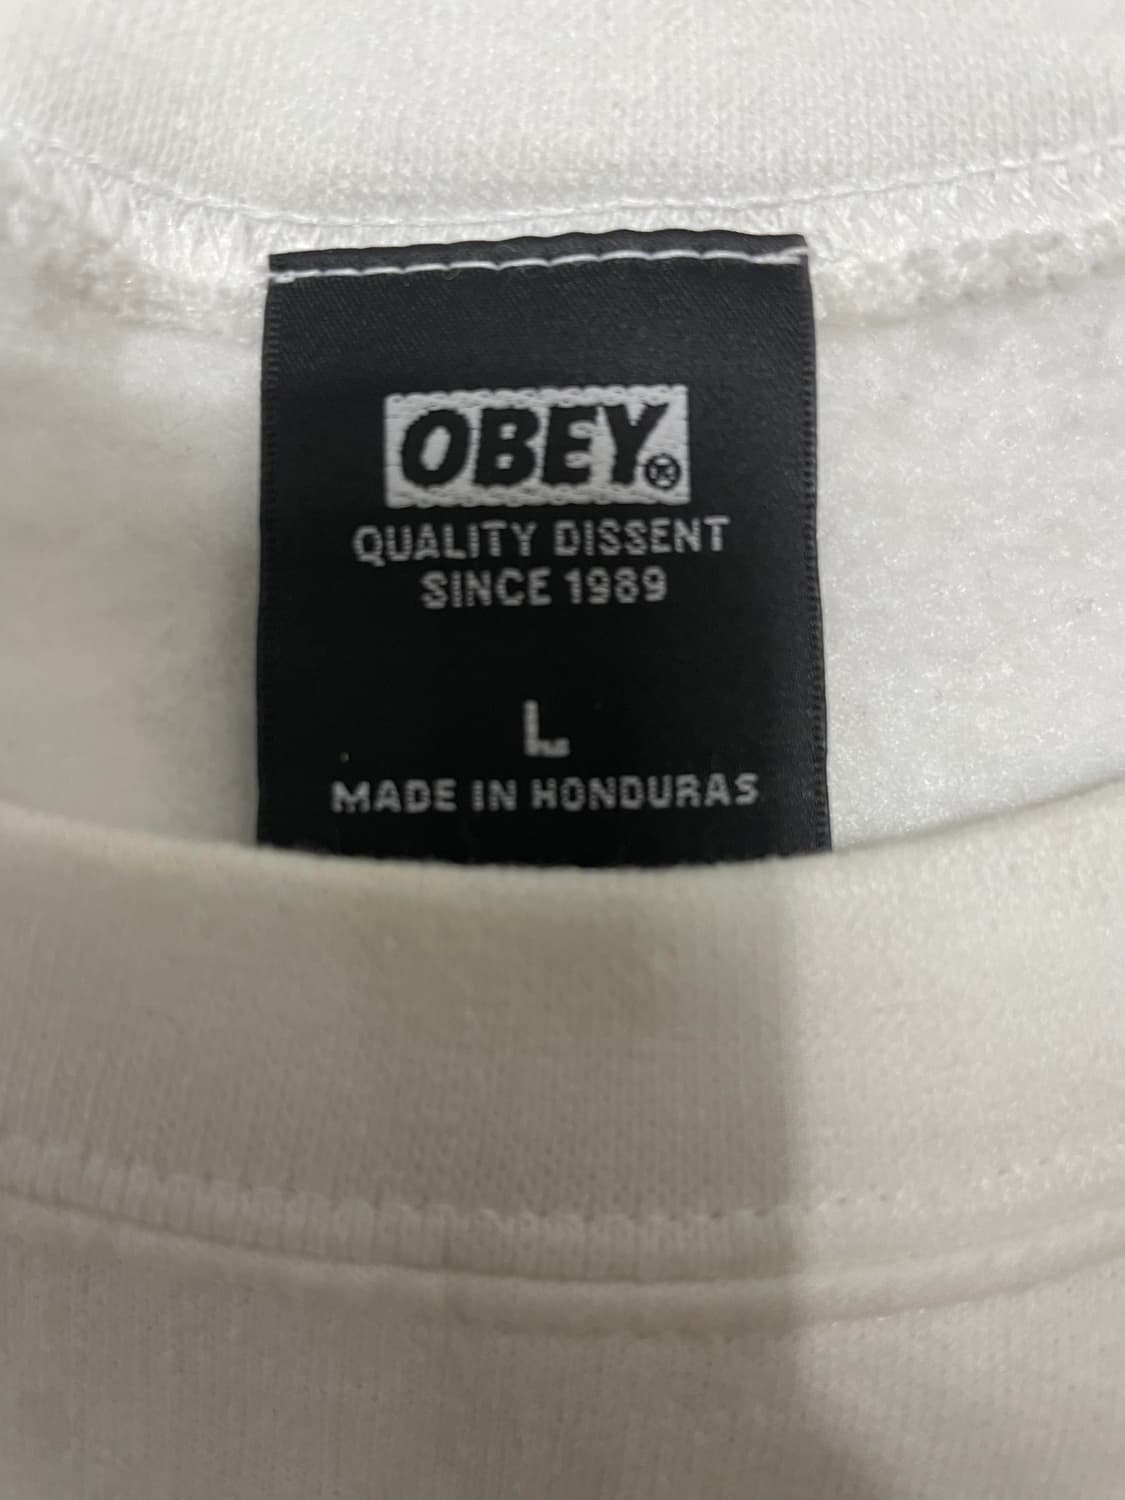 OBEY®
QUALITY DISSENT
SINCE 1989
L
MADE IN HONDURAS